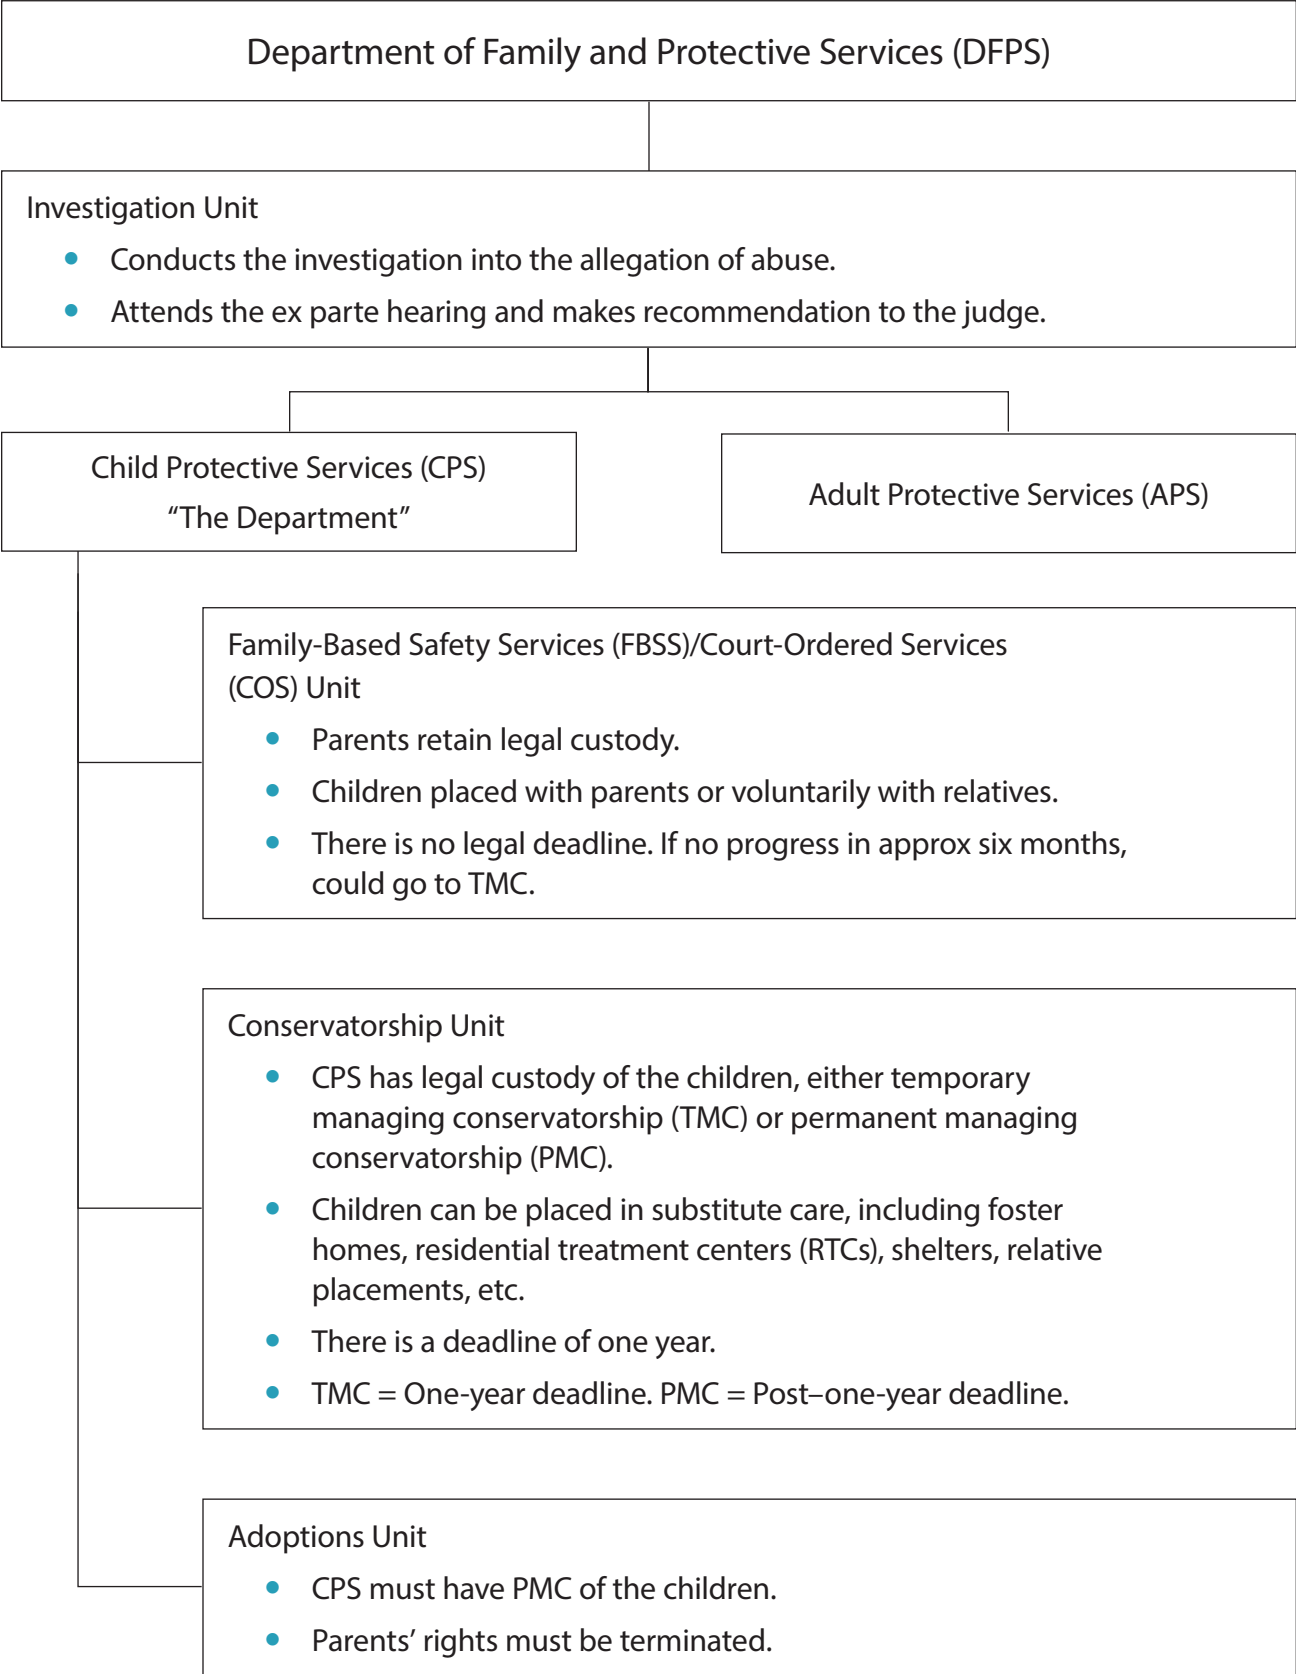 Department of Family and Protective Services (DFPS)
Investigation Unit
• Conducts the investigation into the allegation of abuse.
• Attends the ex parte hearing and makes recommendation to the judge.
Child Protective Services (CPS)
“The Department”
Adult Protective Services (APS)
Family-Based Safety Services (FBSS)/Court-Ordered Services
(COS) Unit
• Parents retain legal custody.
• Children placed with parents or voluntarily with relatives.
• There is no legal deadline. If no progress in approx six months,
could go to TMC.
Conservatorship Unit
• CPS has legal custody of the children, either temporary
managing conservatorship (TMC) or permanent managing
conservatorship (PMC).
• Children can be placed in substitute care, including foster
homes, residential treatment centers (RTCs), shelters, relative
placements, etc.
• There is a deadline of one year.
• TMC = One-year deadline. PMC = Post–one-year deadline.
Adoptions Unit
• CPS must have PMC of the children.
• Parents’ rights must be terminated.